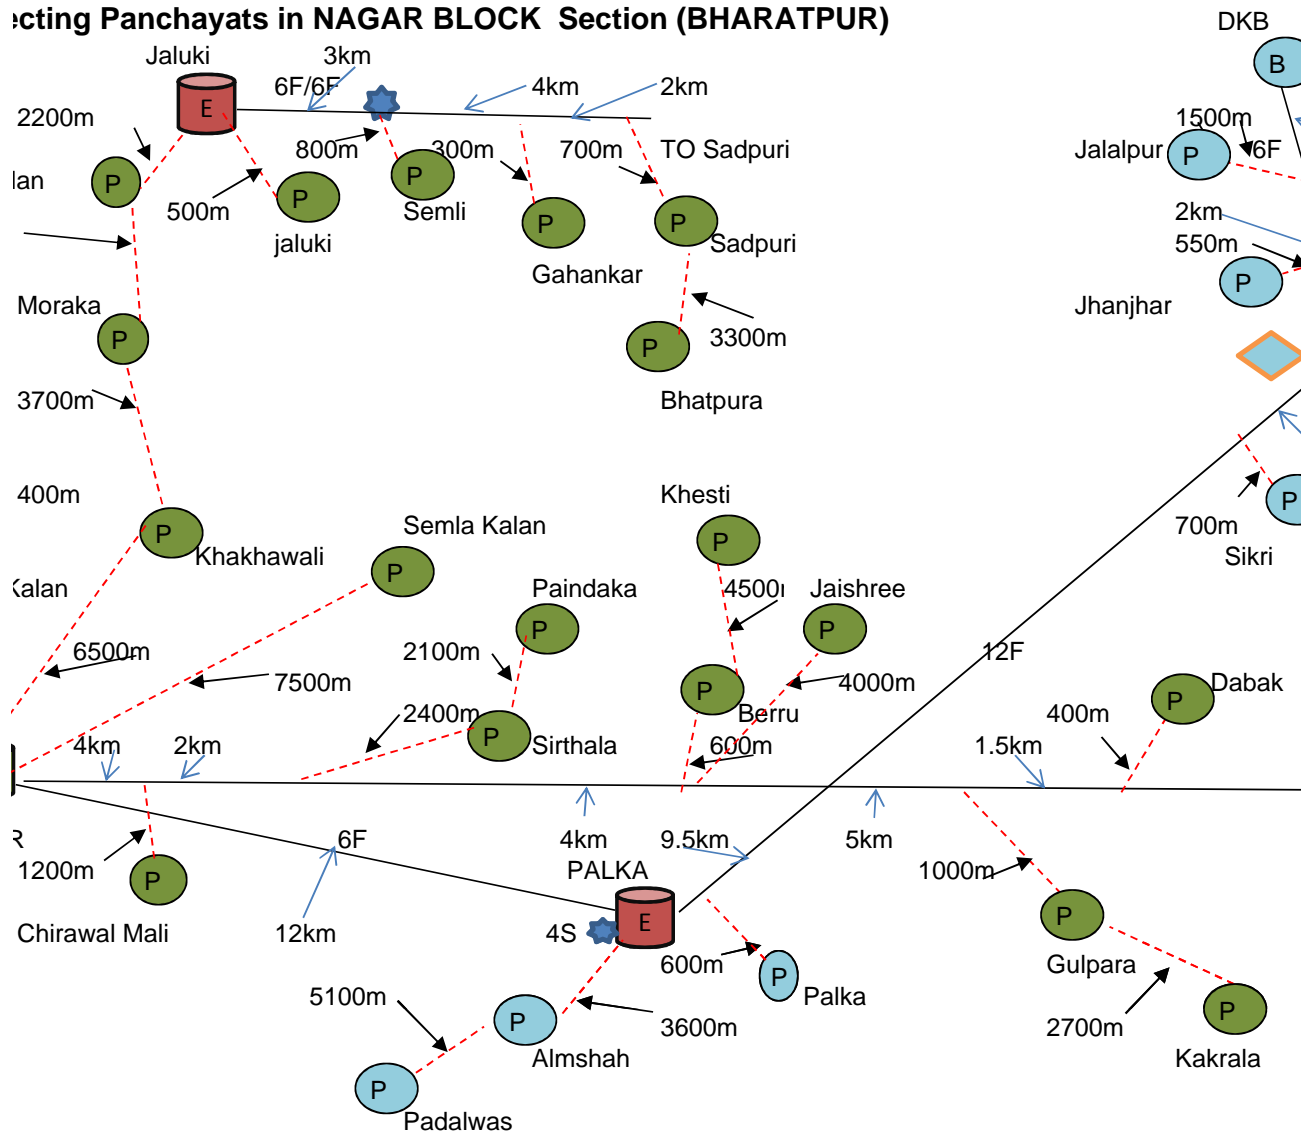 ecting Panchayats in NAGAR BLOCK Section (BHARATPUR)
DKB
Jaluki
3km
B
6F/6F
4km
2km
E
2200m
1500m
800m
300m
700m
TO Sadpuri
Jalalpur
P
6F
lan
P
P
P
500m
Semli
P
P
2km
jaluki
Sadpuri
550m
Gahankar
P
Moraka
Jhanjhar
P
3300m
P
3700m
Bhatpura
400m
Khesti
P
Semla Kalan
700m
P
Khakhawali
P
Sikri
P
Kalan
Paindaka
4500
Jaishree
P
P
6500m
2100m
12F
7500m
4000m
Dabak
P
P
2400m
Berru
400m
4km
2km
P
Sirthala
600m
1.5km
R
6F
4km
9.5km
5km
1200m
PALKA
1000m
P
E
P
Chirawal Mali
12km
4S
600m
Gulpara
P
Palka
5100m
P
3600m
2700m
P
Almshah
Kakrala
P
Padalwas